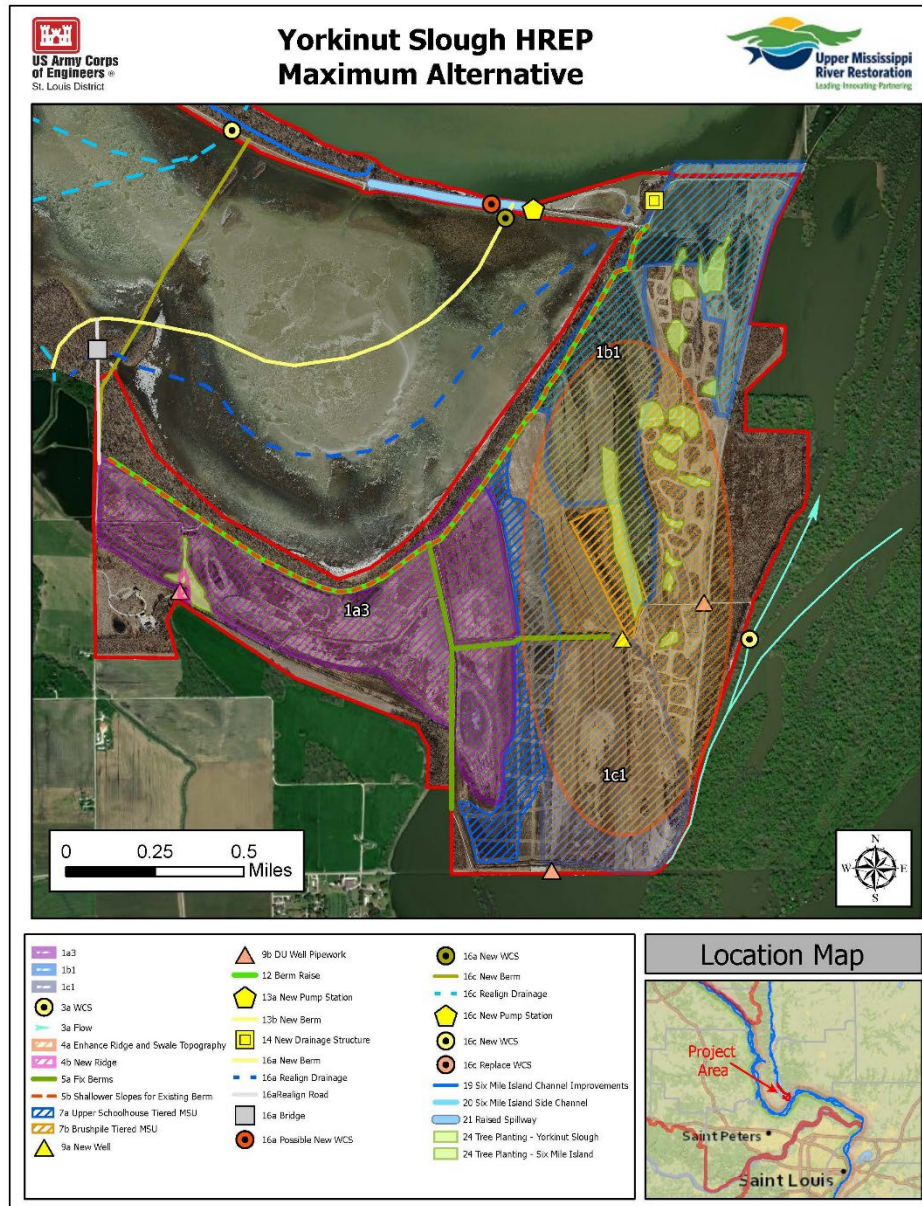 US Army Corps
of Engineers ®
St. Louis District
Yorkinut Slough HREP
Maximum Alternative
Upper Mississippi
River Restoration
Leading-Innovating-Partnering
1b1
1a3
1c1
0 0.25 0.5
Miles
N
W E
S
1a3
1b1
1c1
3a WCS
3a Flow
4a Enhance Ridge and Swale Topography
4b New Ridge
5a Fix Berms
5b Shallower Slopes for Existing Berm
7a Upper Schoolhouse Tiered MSU
7b Brushpile Tiered MSU
9a New Well
9b DU Well Pipework
12 Berm Raise
13a New Pump Station
13b New Berm
14 New Drainage Structure
16a New Berm
16a Realign Drainage
16aRealign Road
16a Bridge
16a Possible New WCS
16a New WCS
16c New Berm
16c Realign Drainage
16c New Pump Station
16c New WCS
16c Replace WCS
19 Six Mile Island Channel Improvements
20 Six Mile Island Side Channel
21 Raised Spillway
24 Tree Planting - Yorkinut Slough
24 Tree Planting - Six Mile Island
Location Map
Project
Area
Saint Peters
Saint Louis